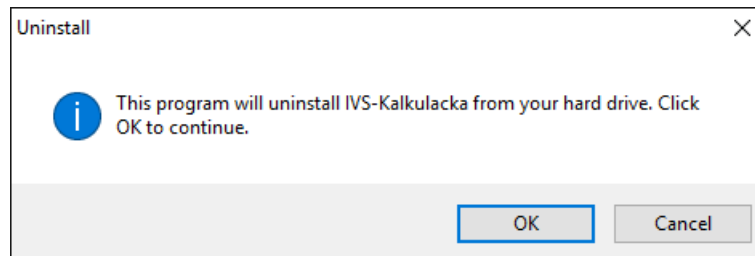 Uninstall
This program will uninstall IVS-Kalkulacka from your hard drive. Click
OK to continue.
OK
Cancel